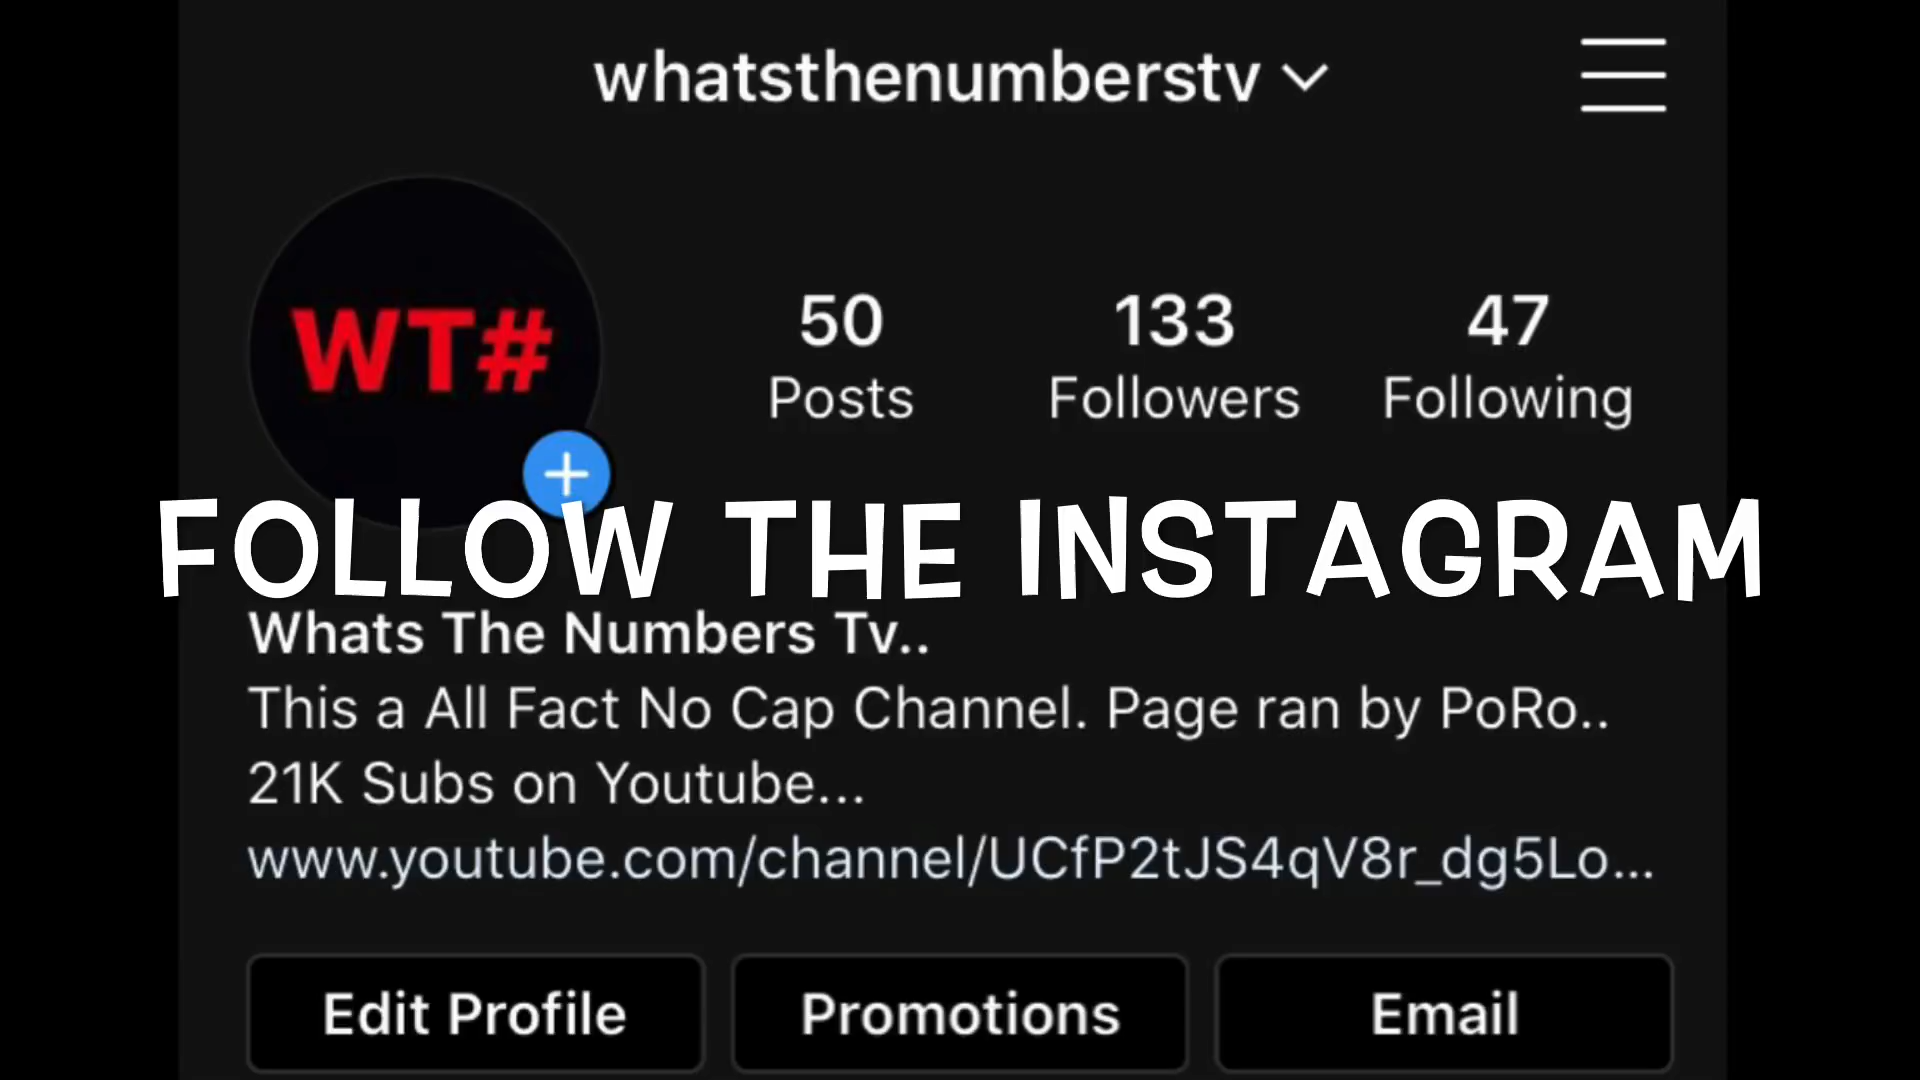 whatsthenumberstv
WT#
50 133 47
Posts Followers Following
FOLLOW THE INSTAGRAM
Whats The Numbers Tv..
This a All Fact No Cap Channel. Page ran by PoRo..
21K Subs on Youtube...
www.youtube.com/channel/UCfP2tJS4qV8r_dg5Lo...
Edit Profile Promotions Email